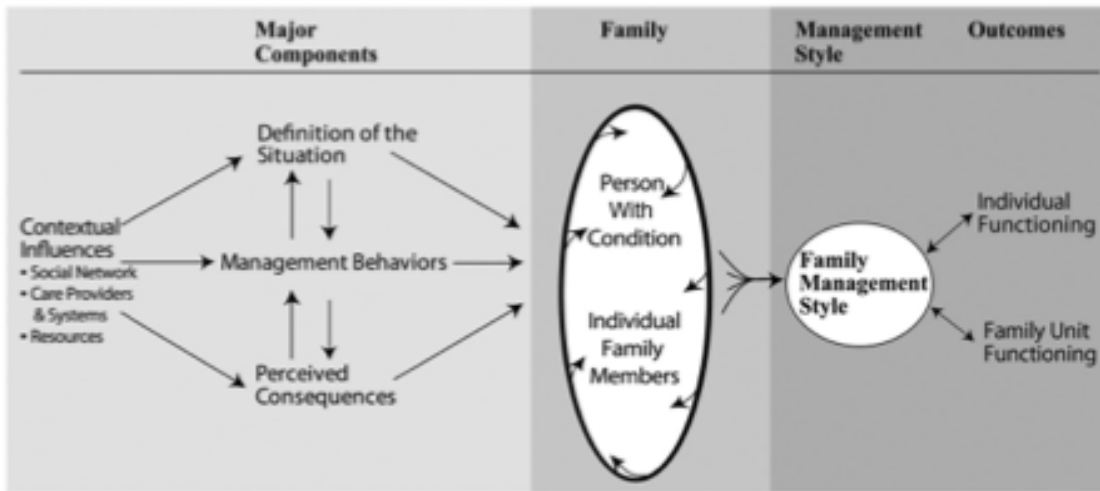 Major
Components
Family
Management
Style
Outcomes
Contextual
Influences
• Social Network
• Care Providers
& Systems
• Resources
Definition of the
Situation
Management Behaviors
Perceived
Consequences
Person
With
Condition
Individual
Family
Members
Family
Management
Style
Individual
Functioning
Family Unit
Functioning